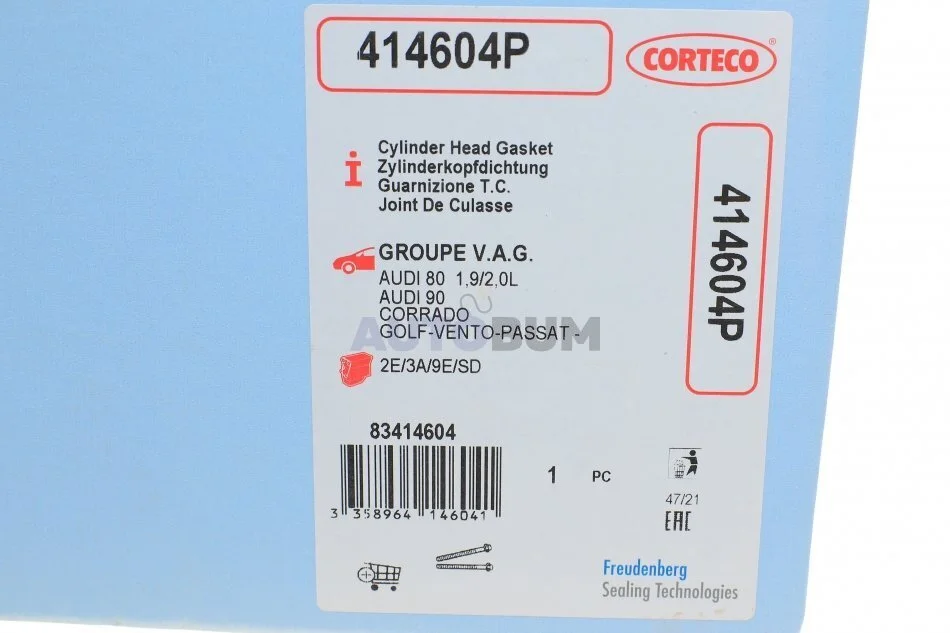 414604P
CORTECO®
Cylinder Head Gasket
Zylinderkopfdichtung
Guarnizione T.C.
Joint De Culasse
414604P
GROUPE V.A.G.
AUDI 80 1,9/2,0L
AUDI 90
CORRADO
GOLF-VENTO-PASSAT -
AUTOBUM
2E/3A/9E/SD
83414604
3 358964 146041
1 PC
47/21
EAC
Freudenberg
Sealing Technologies